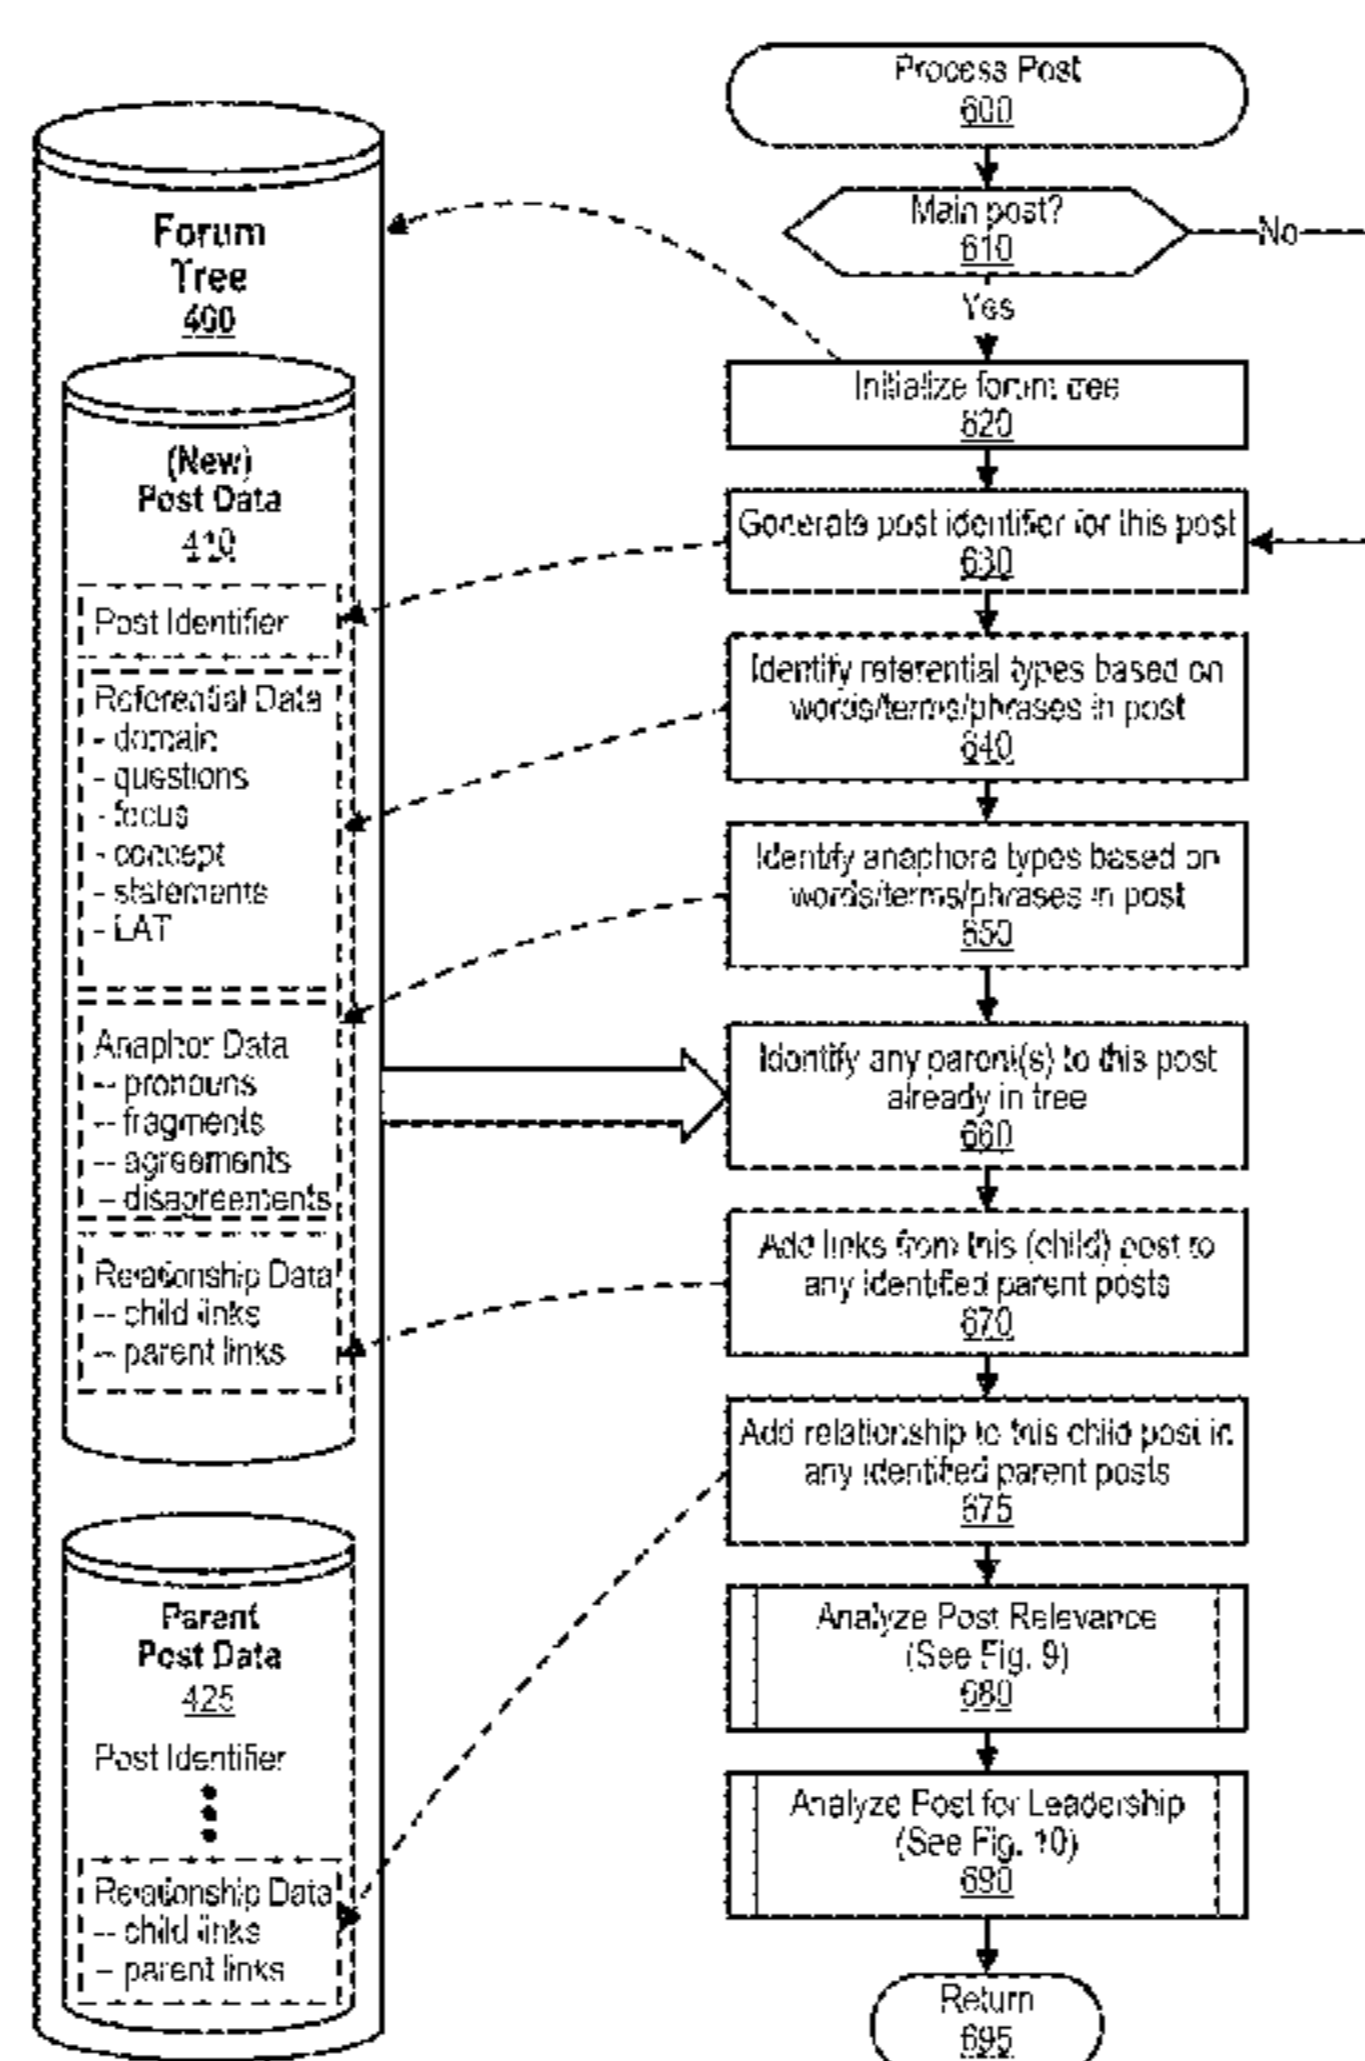 Process Post
600
Main post?
610
No
Yes
Initialize forum tree
620
Generate post identifier for this post
630
Identify referential types based on
words/terms/phrases in post
640
Identify anaphora types based on
words/terms/phrases in post
650
Identify any parent(s) to this post
already in tree
660
Add links from this (child) post to
any identified parent posts
670
Add relationship to this child post in
any identified parent posts
675
Analyze Post Relevance
(See Fig. 9)
680
Analyze Post for Leadership
(See Fig. 10)
690
Return
695
Forum
Tree
400
(New)
Post Data
410
Post Identifier
Referential Data
- domain
- questions
- focus
- concept
- statements
- LAT
Anaphor Data
-- pronouns
-- fragments
-- agreements
-- disagreements
Relationship Data
-- child links
-- parent links
Parent
Post Data
425
Post Identifier
Relationship Data
-- child links
-- parent links